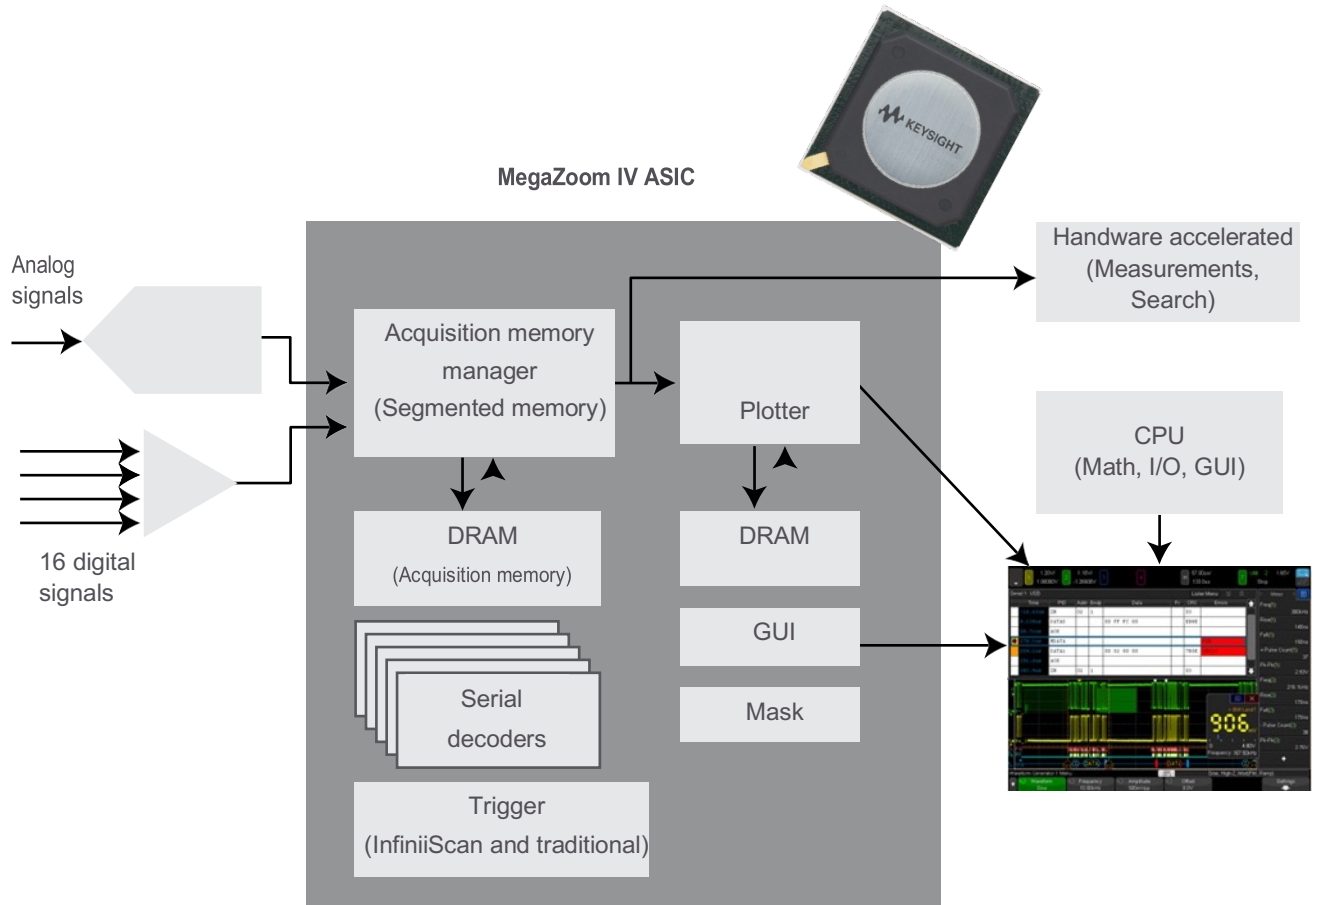 KEYSIGHT
MegaZoom IV ASIC
Analog
signals
16 digital
signals
Acquisition memory
manager
(Segmented memory)
Plotter
DRAM
(Acquisition memory)
DRAM
GUI
Mask
Serial
decoders
Trigger
(InfiniiScan and traditional)
Hardware accelerated
(Measurements,
Search)
CPU
(Math, I/O, GUI)
906